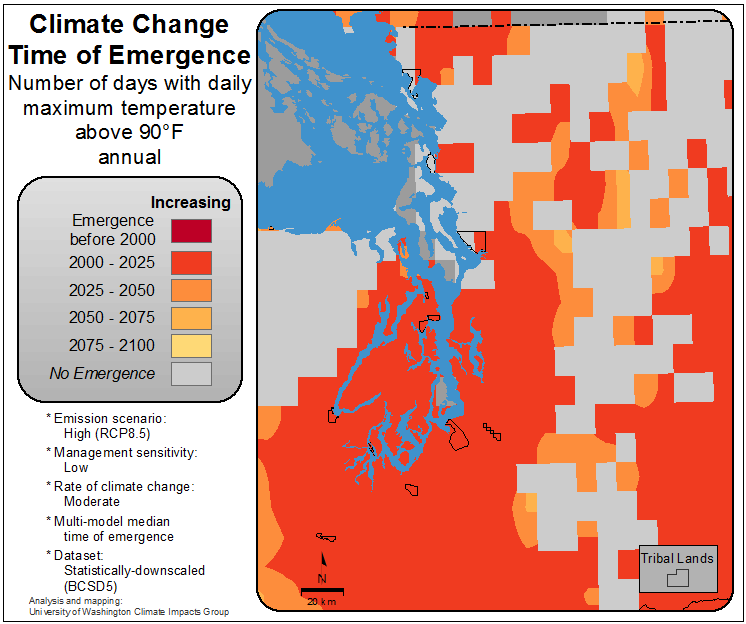 Climate Change
Time of Emergence
Number of days with daily
maximum temperature
above 90°F
annual
Increasing
Emergence
before 2000
2000 - 2025
2025 - 2050
2050 - 2075
2075 - 2100
No Emergence
* Emission scenario:
High (RCP8.5)
* Management sensitivity:
Low
* Rate of climate change:
Moderate
* Multi-model median
time of emergence
* Dataset:
Statistically-downscaled
(BCSD5)
Analysis and mapping:
University of Washington Climate Impacts Group
N
20 km
Tribal Lands